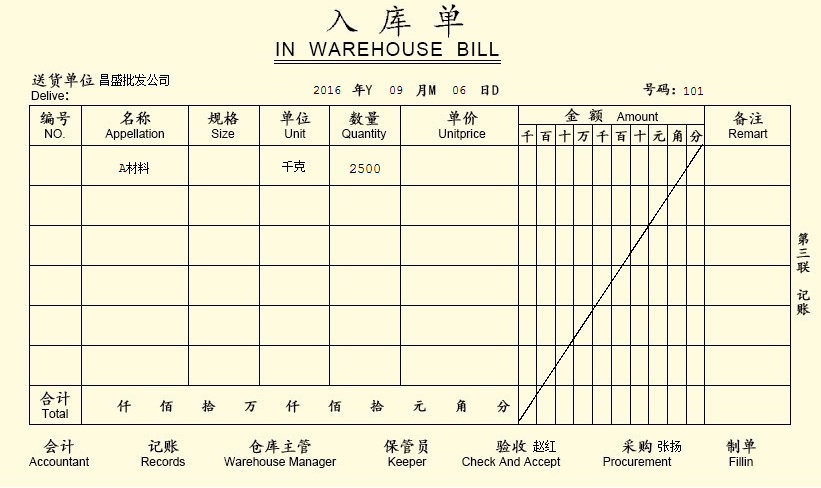 入库单
IN WAREHOUSE BILL
送货单位 昌盛批发公司
Delive:
2016 年Y 09 月M 06 日D
号码: 101
编号 名称 规格 单位 数量 单价 金额 Amount 备注
NO. Appellation Size Unit Quantity Unitprice 千 百 十 万 千 百 十 元 角 分 Remart
A材料 千克 2500
合计 仟 佰 拾 万 仟 佰 拾 元 角 分
Total
第三联 记账
会计 记账 仓库主管 保管员 验收 赵红 采购 张扬 制单
Accountant Records Warehouse Manager Keeper Check And Accept Procurement Fillin